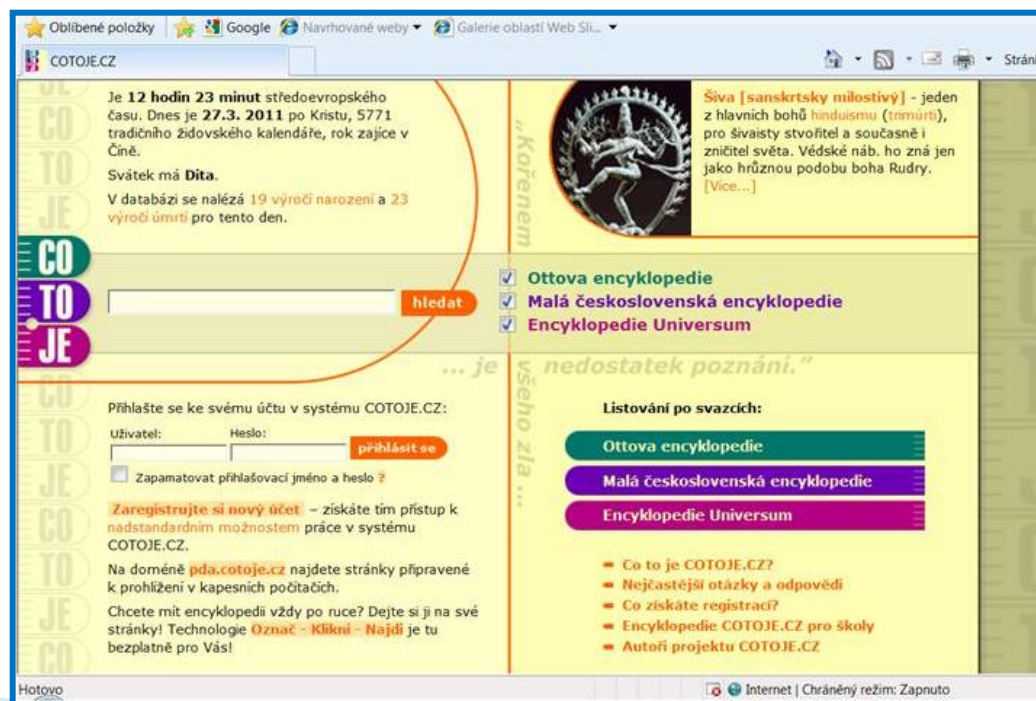 Oblíbené položky Google Navrhované weby Galerie oblastí Web Sli...
COTOJE.CZ
Strán
Je 12 hodin 23 minut středoevropského
času. Dnes je 27.3. 2011 po Kristu, 5771
tradičního židovského kalendáře, rok zajíce v
Číně.
Svátek má Dita.
V databázi se nalézá 19 výročí narození a 23
výročí úmrtí pro tento den.
Šiva [sanskrtsky milostivý] - jeden
z hlavních bohů hinduismu (trimúrti),
pro šivaisty stvořitel a současně i
zničitel světa. Védské náb. ho zná jen
jako hrůznou podobu boha Rudry.
[Více...]
CO
TO
JE
hledat
Ottova encyklopedie
Malá československá encyklopedie
Encyklopedie Universum
„Kořenem
všeho zla ...
... je nedostatek poznání.“
Přihlašte se ke svému účtu v systému COTOJE.CZ:
Uživatel: Heslo:
přihlásit se
Zapamatovat přihlašovací jméno a heslo ?
Zaregistrujte si nový účet – získáte tím přístup k
nadstandardním možnostem práce v systému
COTOJE.CZ.
Na doméně pda.cotoje.cz najdete stránky připravené
k prohlížení v kapesních počítačích.
Chcete mít encyklopedii vždy po ruce? Dejte si ji na své
stránky! Technologie Označ - Klikni - Najdi je tu
bezplatně pro Vás!
Listování po svazcích:
Ottova encyklopedie
Malá československá encyklopedie
Encyklopedie Universum
Co to je COTOJE.CZ?
Nejčastější otázky a odpovědi
Co získáte registrací?
Encyklopedie COTOJE.CZ pro školy
Autoři projektu COTOJE.CZ
Hotovo
Internet | Chráněný režim: Zapnuto